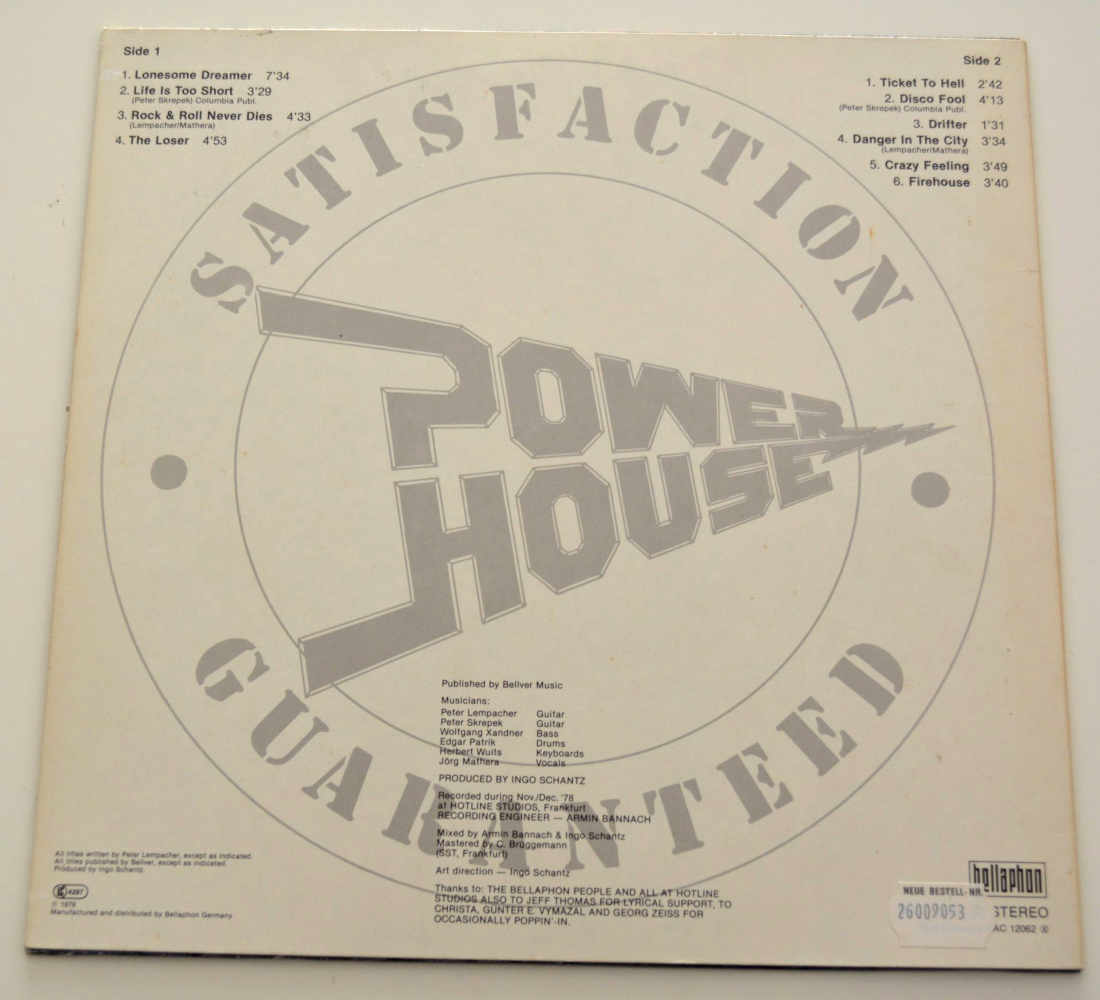 Side 1
1. Lonesome Dreamer 7'34
2. Life Is Too Short 3'29
(Peter Skrepek) Columbia Publ.
3. Rock & Roll Never Dies 4'33
(Lempacher/Mathera)
4. The Loser 4'53
Side 2
1. Ticket To Hell 2'42
2. Disco Fool 4'13
(Peter Skrepek) Columbia Publ.
3. Drifter 1'31
4. Danger In The City 3'34
(Lempacher/Mathera)
5. Crazy Feeling 3'49
6. Firehouse 3'40
SATISFACTION
POWER
HOUSE
GUARANTEED
Published by Bellver Music
Musicians:
Peter Lempacher Guitar
Peter Skrepek Guitar
Wolfgang Xandner Bass
Edgar Patrik Drums
Herbert Wulfs Keyboards
Jörg Mathera Vocals
PRODUCED BY INGO SCHANTZ
Recorded during Nov./Dec. '78
at HOTLINE STUDIOS, Frankfurt
RECORDING ENGINEER — ARMIN BANNACH
Mixed by Armin Bannach & Ingo Schantz
Mastered by C. Brüggemann
(SST, Frankfurt)
Art direction — Ingo Schantz
Thanks to: THE BELLAPHON PEOPLE AND ALL AT HOTLINE
STUDIOS ALSO TO JEFF THOMAS FOR LYRICAL SUPPORT, TO
CHRISTA, GÜNTER E. VYMAZAL AND GEORG ZEISS FOR
OCCASIONALLY POPPIN'-IN.
All titles written by Peter Lempacher, except as indicated.
All titles published by Bellver, except as indicated.
Produced by Ingo Schantz
LC 4287
℗ 1979
Manufactured and distributed by Bellaphon Germany
bellaphon
NEUE BESTELL-NR.
26009053
STEREO
AC 12062